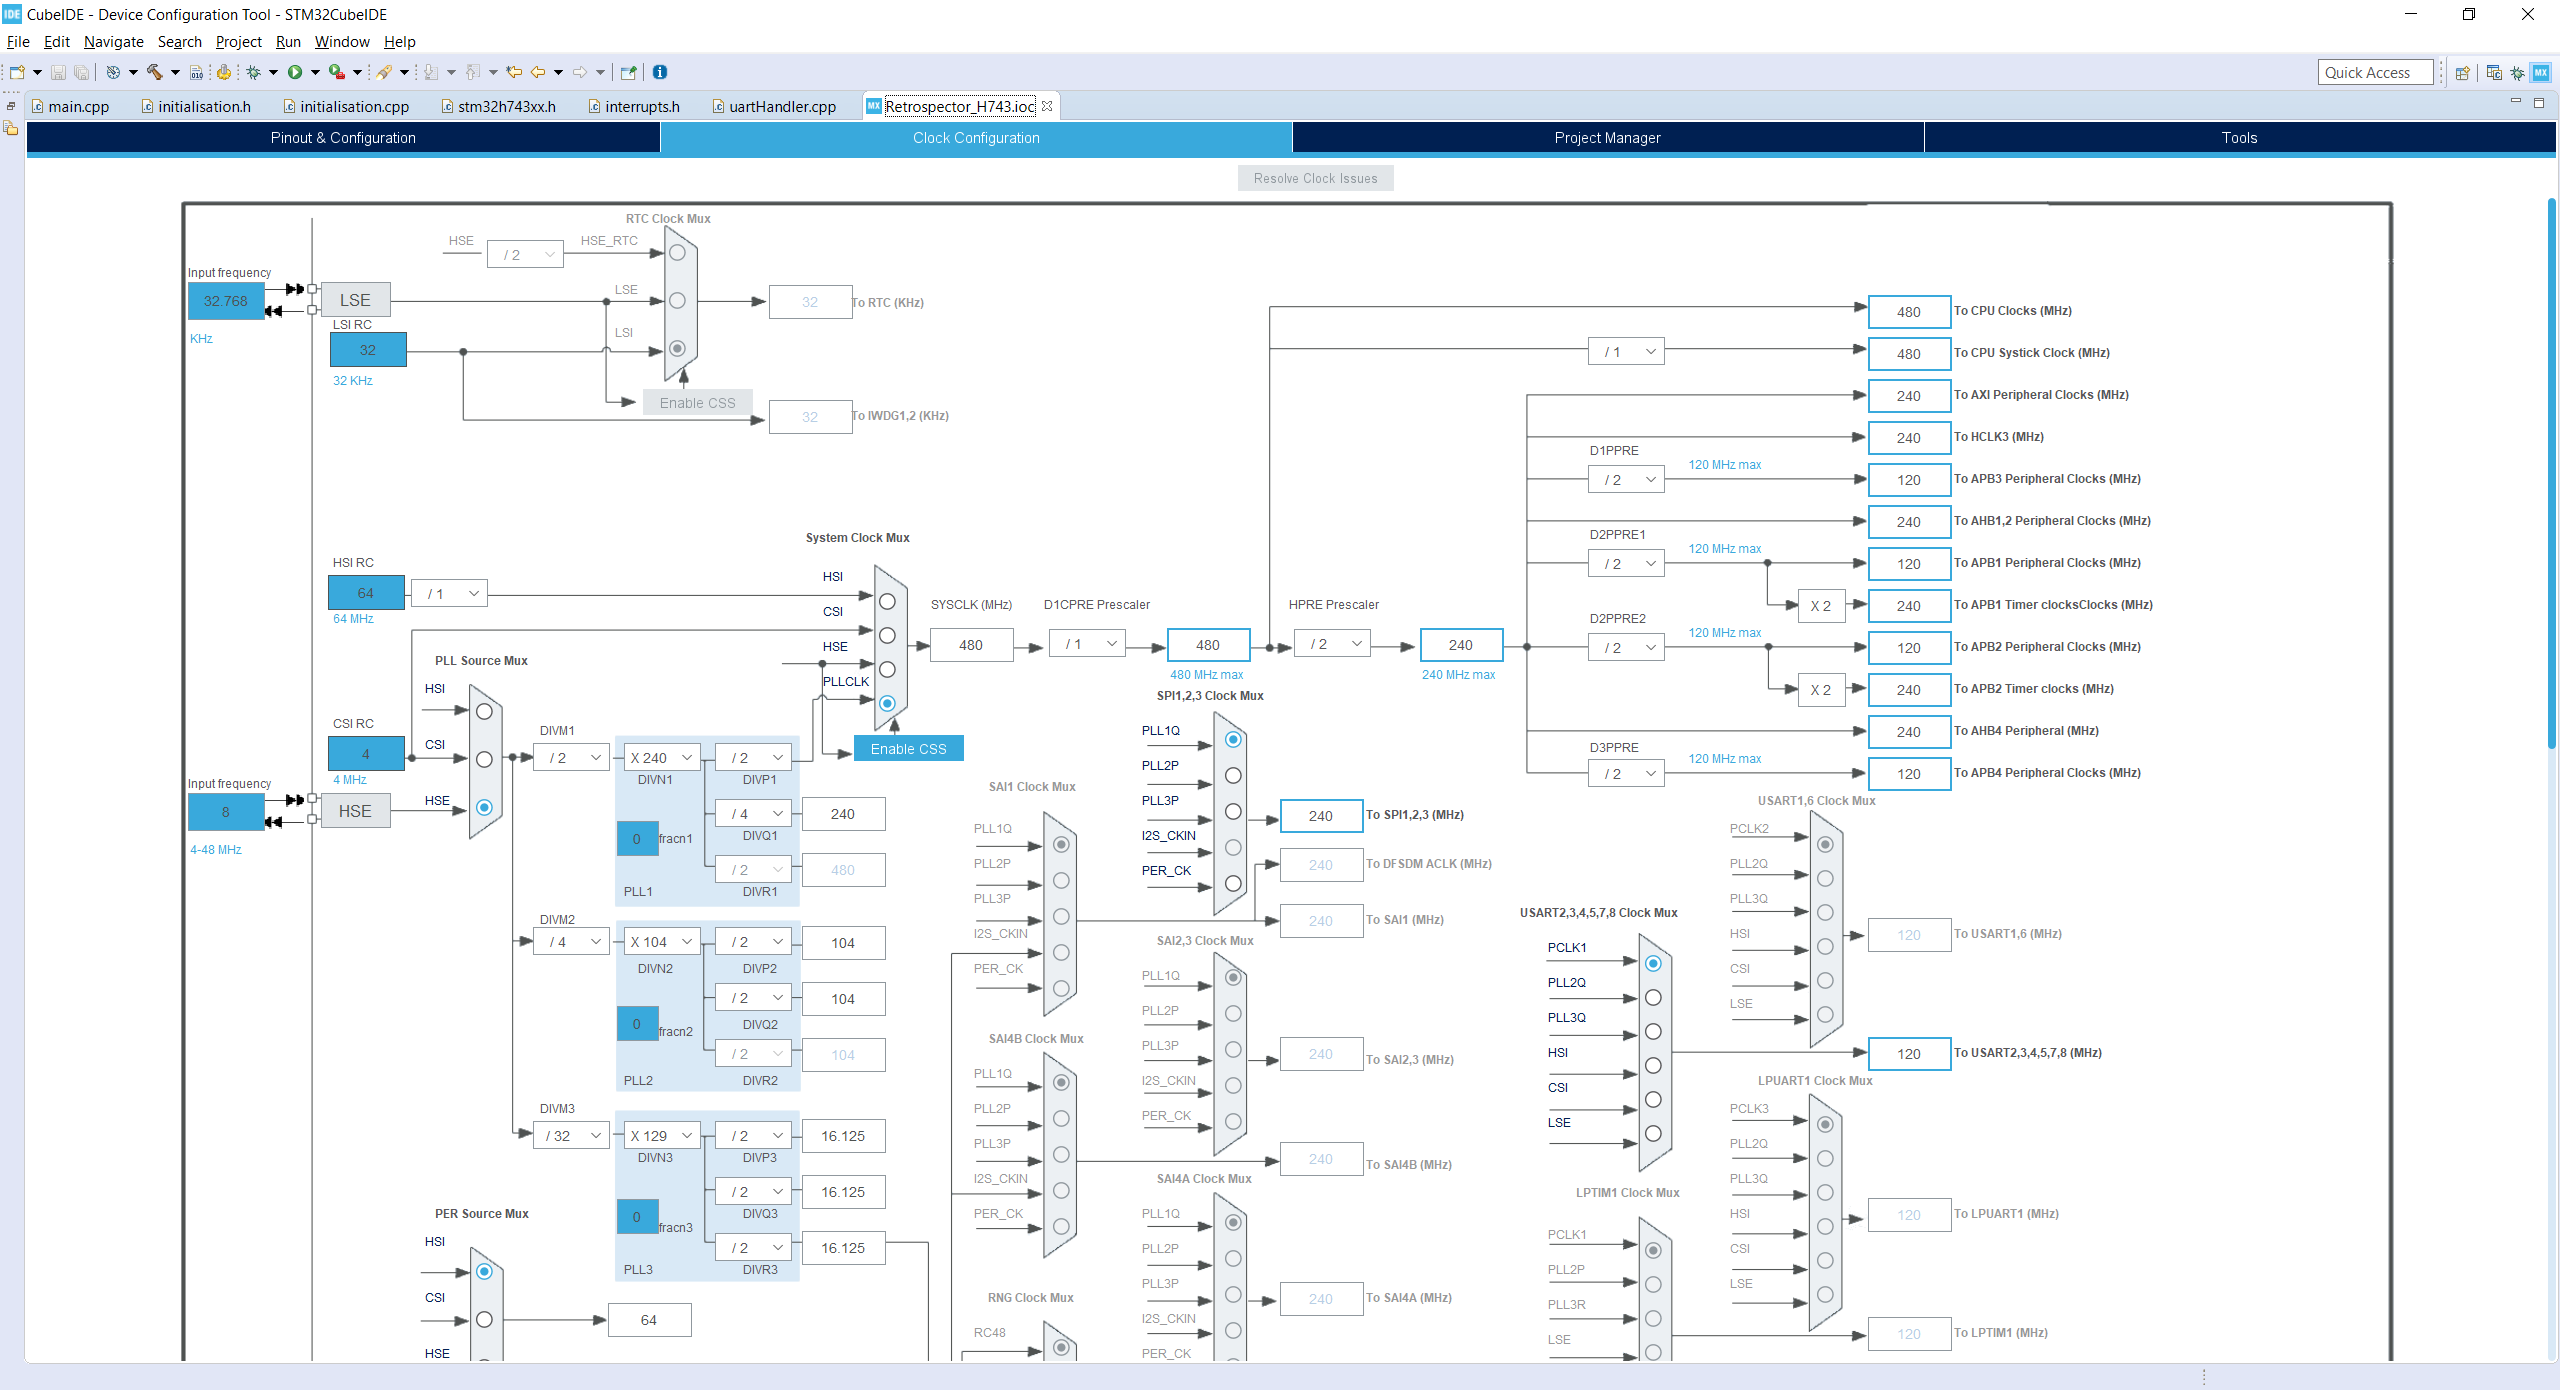 IDE CubeIDE - Device Configuration Tool - STM32CubeIDE
File Edit Navigate Search Project Run Window Help
Quick Access
MX
main.cpp initialisation.h initialisation.cpp stm32h743xx.h interrupts.h uartHandler.cpp MX Retrospector_H743.ioc
Pinout & Configuration Clock Configuration Project Manager Tools
Resolve Clock Issues
RTC Clock Mux
HSE / 2 HSE_RTC
Input frequency
32.768
KHz
LSE
LSE
LSI RC
32
32 KHz
LSI
32 To RTC (KHz)
Enable CSS
32 To IWDG1,2 (KHz)
480 To CPU Clocks (MHz)
/ 1 480 To CPU Systick Clock (MHz)
240 To AXI Peripheral Clocks (MHz)
240 To HCLK3 (MHz)
D1PPRE
/ 2 120 MHz max 120 To APB3 Peripheral Clocks (MHz)
240 To AHB1,2 Peripheral Clocks (MHz)
D2PPRE1
/ 2 120 MHz max 120 To APB1 Peripheral Clocks (MHz)
X 2 240 To APB1 Timer clocksClocks (MHz)
D2PPRE2
/ 2 120 MHz max 120 To APB2 Peripheral Clocks (MHz)
X 2 240 To APB2 Timer clocks (MHz)
240 To AHB4 Peripheral (MHz)
D3PPRE
/ 2 120 MHz max 120 To APB4 Peripheral Clocks (MHz)
System Clock Mux
HSI RC
64 / 1
64 MHz
HSI
CSI
HSE
PLLCLK
Enable CSS
SYSCLK (MHz) D1CPRE Prescaler HPRE Prescaler
480 / 1 480 / 2 240
480 MHz max 240 MHz max
PLL Source Mux
HSI
CSI
HSE
CSI RC
4
4 MHz
Input frequency
8
4-48 MHz
HSE
DIVM1
/ 2
X 240 / 2
DIVN1 DIVP1
/ 4 240
0 fracn1 DIVQ1
/ 2 480
PLL1 DIVR1
DIVM2
/ 4
X 104 / 2 104
DIVN2 DIVP2
/ 2 104
0 fracn2 DIVQ2
/ 2 104
PLL2 DIVR2
DIVM3
/ 32
X 129 / 2 16.125
DIVN3 DIVP3
/ 2 16.125
0 fracn3 DIVQ3
/ 2 16.125
PLL3 DIVR3
PER Source Mux
HSI
CSI
HSE
64
SPI1,2,3 Clock Mux
PLL1Q
PLL2P
PLL3P
I2S_CKIN
PER_CK
240 To SPI1,2,3 (MHz)
240 To DFSDM ACLK (MHz)
240 To SAI1 (MHz)
SAI1 Clock Mux
PLL1Q
PLL2P
PLL3P
I2S_CKIN
PER_CK
SAI2,3 Clock Mux
PLL1Q
PLL2P
PLL3P
I2S_CKIN
PER_CK
240 To SAI2,3 (MHz)
SAI4B Clock Mux
PLL1Q
PLL2P
PLL3P
I2S_CKIN
PER_CK
240 To SAI4B (MHz)
SAI4A Clock Mux
PLL1Q
PLL2P
PLL3P
I2S_CKIN
PER_CK
240 To SAI4A (MHz)
RNG Clock Mux
RC48
USART1,6 Clock Mux
PCLK2
PLL2Q
PLL3Q
HSI
CSI
LSE
120 To USART1,6 (MHz)
USART2,3,4,5,7,8 Clock Mux
PCLK1
PLL2Q
PLL3Q
HSI
CSI
LSE
120 To USART2,3,4,5,7,8 (MHz)
LPUART1 Clock Mux
PCLK3
PLL2Q
PLL3Q
HSI
CSI
LSE
120 To LPUART1 (MHz)
LPTIM1 Clock Mux
PCLK1
PLL2P
PLL3R
LSE
120 To LPTIM1 (MHz)